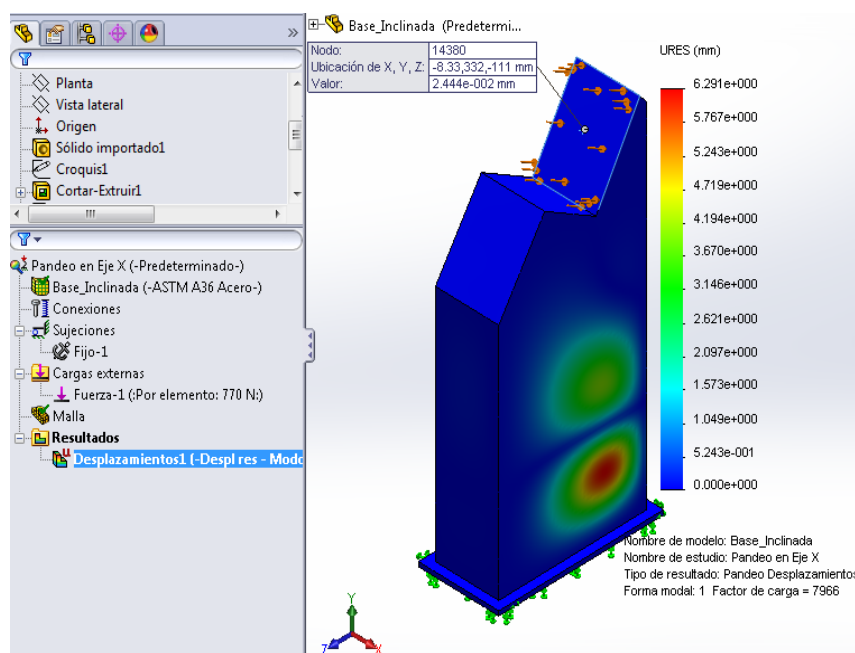 »
Planta
Vista lateral
Origen
Sólido importado1
Croquis1
Cortar-Extruir1
Pandeo en Eje X (-Predeterminado-)
Base_Inclinada (-ASTM A36 Acero-)
Conexiones
Sujeciones
Fijo-1
Cargas externas
Fuerza-1 (:Por elemento: 770 N:)
Malla
Resultados
Desplazamientos1 (-Despl res - Modo
Base_Inclinada (Predetermi...
Nodo: 14380
Ubicación de X, Y, Z: -8.33,332,-111 mm
Valor: 2.444e-002 mm
URES (mm)
6.291e+000
5.767e+000
5.243e+000
4.719e+000
4.194e+000
3.670e+000
3.146e+000
2.621e+000
2.097e+000
1.573e+000
1.049e+000
5.243e-001
0.000e+000
Nombre de modelo: Base_Inclinada
Nombre de estudio: Pandeo en Eje X
Tipo de resultado: Pandeo Desplazamientos
Forma modal: 1 Factor de carga = 7966
Y
Z
X